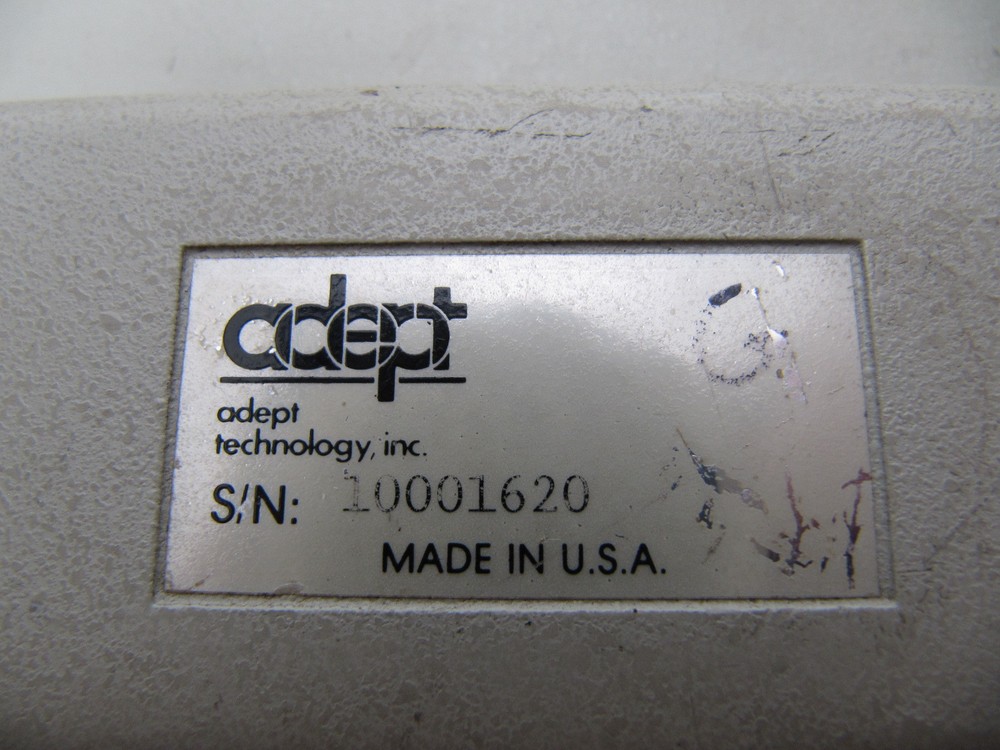 adept
adept
technology, inc.
S/N: 10001620
MADE IN U.S.A.